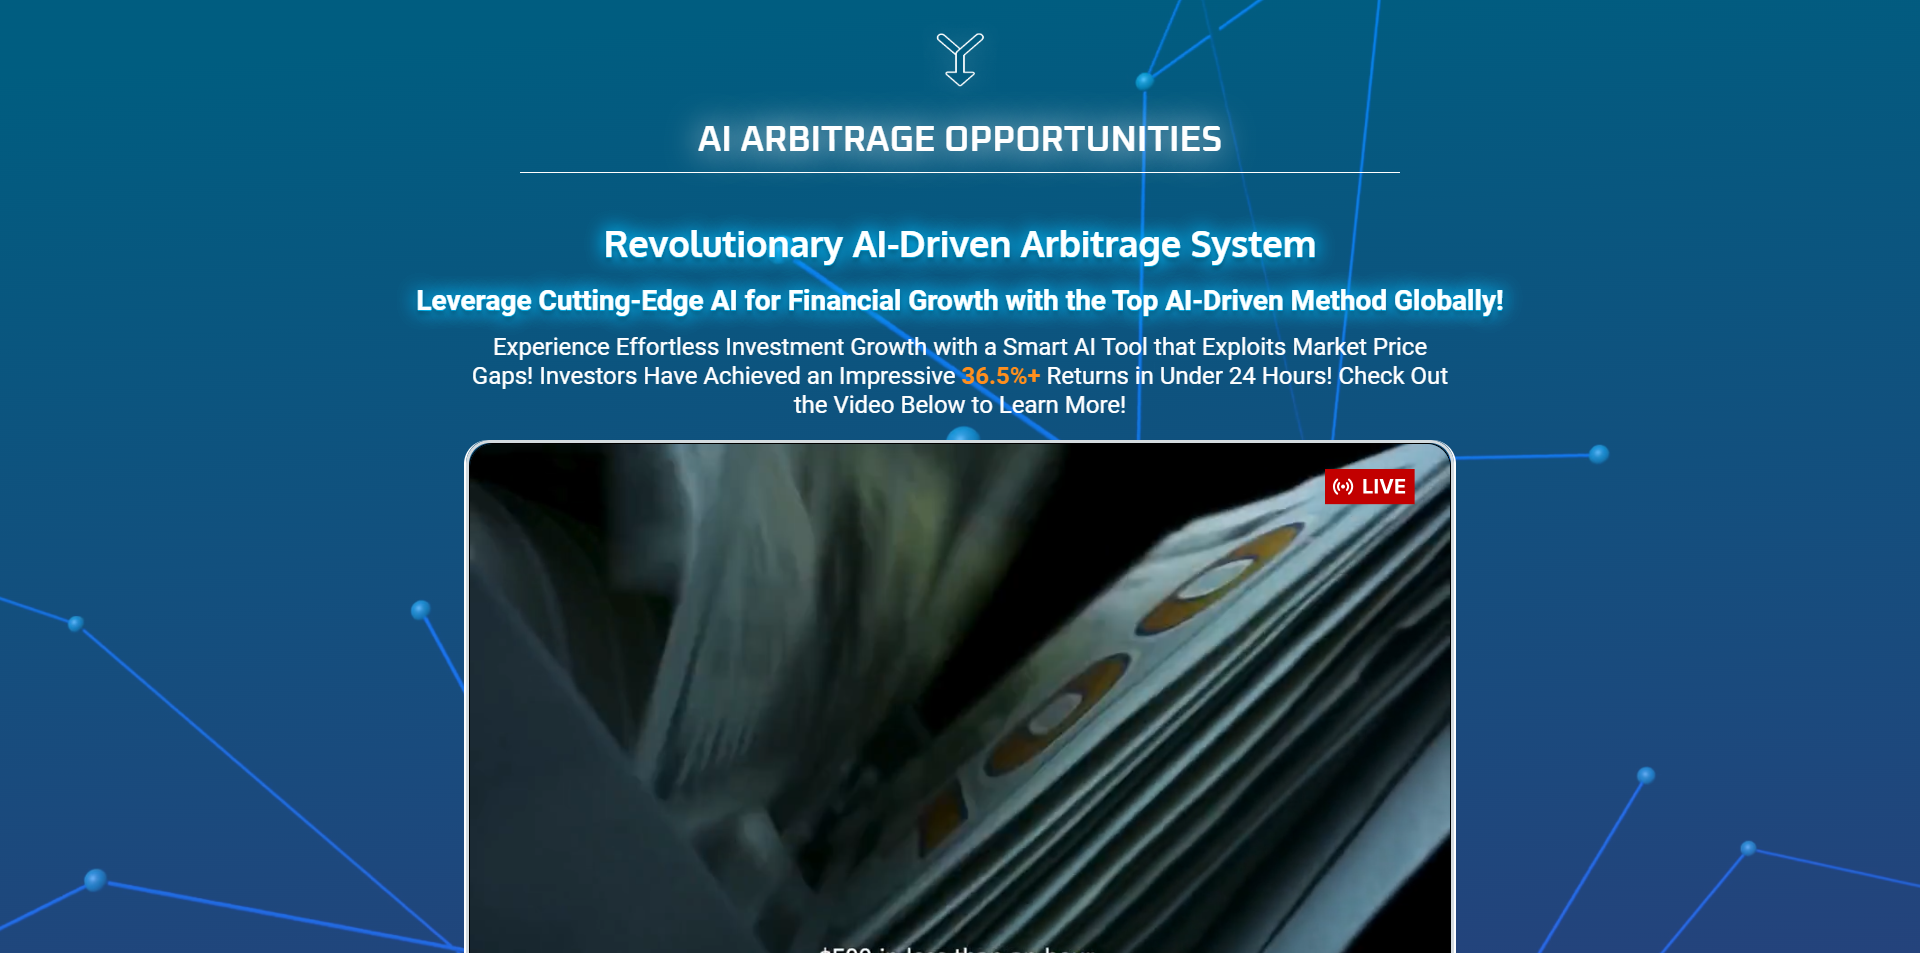 AI ARBITRAGE OPPORTUNITIES
Revolutionary AI-Driven Arbitrage System
Leverage Cutting-Edge AI for Financial Growth with the Top AI-Driven Method Globally!
Experience Effortless Investment Growth with a Smart AI Tool that Exploits Market Price
Gaps! Investors Have Achieved an Impressive 36.5%+ Returns in Under 24 Hours! Check Out
the Video Below to Learn More!
LIVE